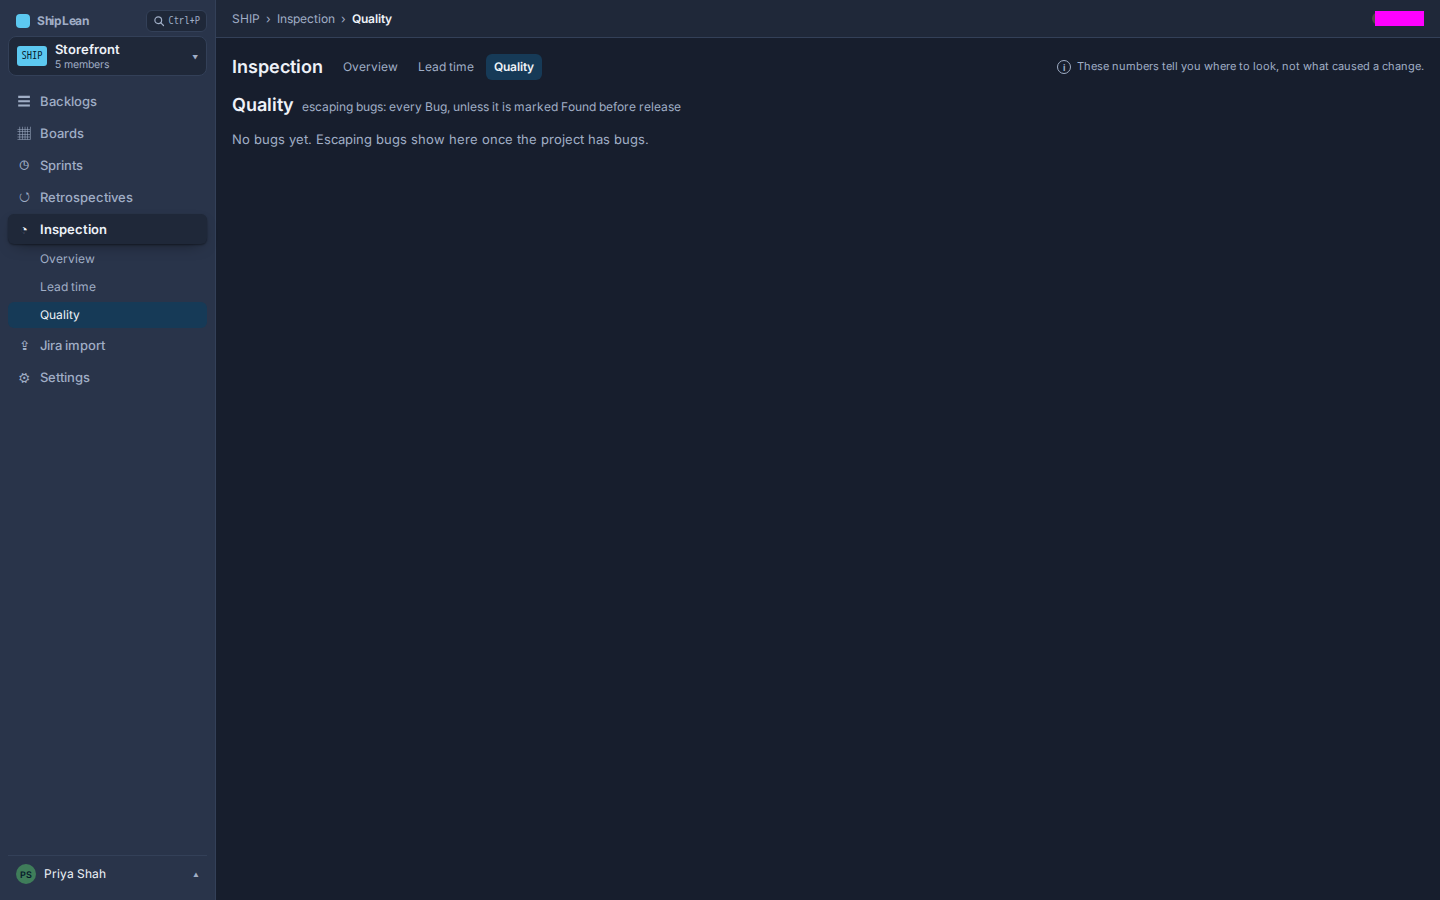 ShipLean
Ctrl+P
SHIP
Storefront
5 members
Backlogs
Boards
Sprints
Retrospectives
Inspection
Overview
Lead time
Quality
Jira import
Settings
PS
Priya Shah
SHIP › Inspection › Quality
Inspection Overview Lead time Quality
These numbers tell you where to look, not what caused a change.
Quality escaping bugs: every Bug, unless it is marked Found before release
No bugs yet. Escaping bugs show here once the project has bugs.